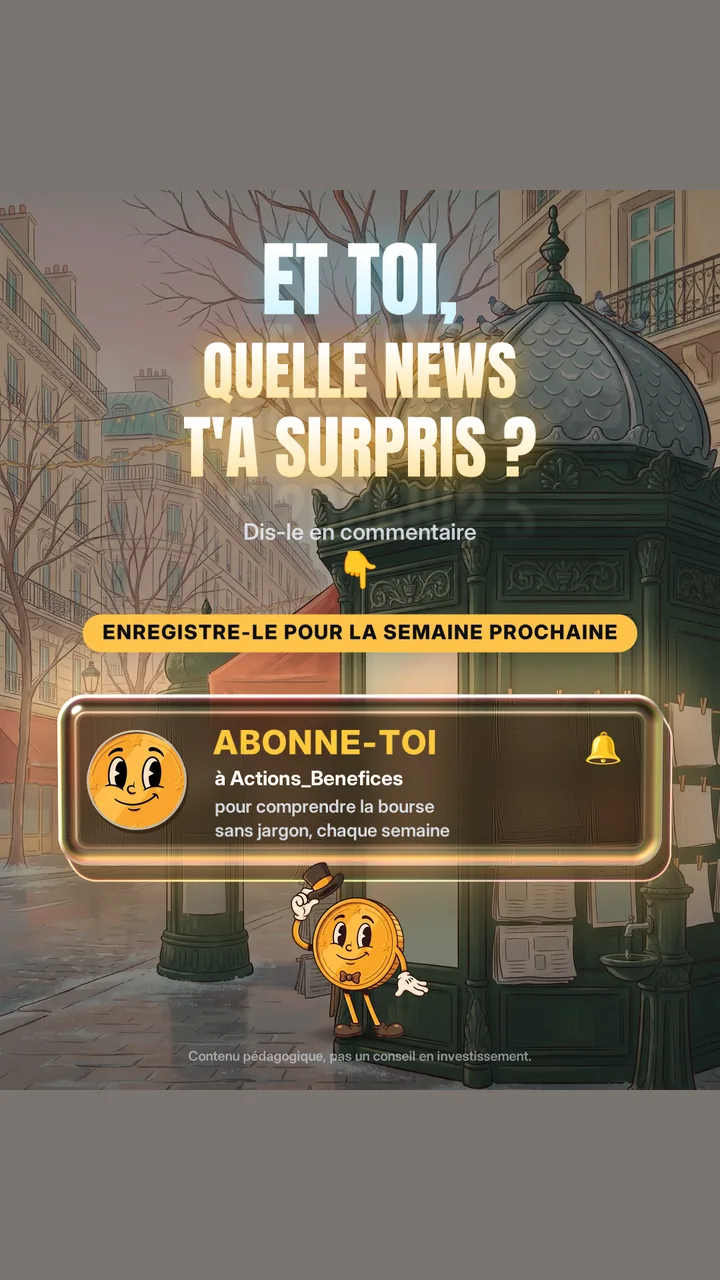 ET TOI,
QUELLE NEWS
T'A SURPRIS ?
Dis-le en commentaire
👇
ENREGISTRE-LE POUR LA SEMAINE PROCHAINE
ABONNE-TOI
à Actions_Benefices
pour comprendre la bourse
sans jargon, chaque semaine
Contenu pédagogique, pas un conseil en investissement.